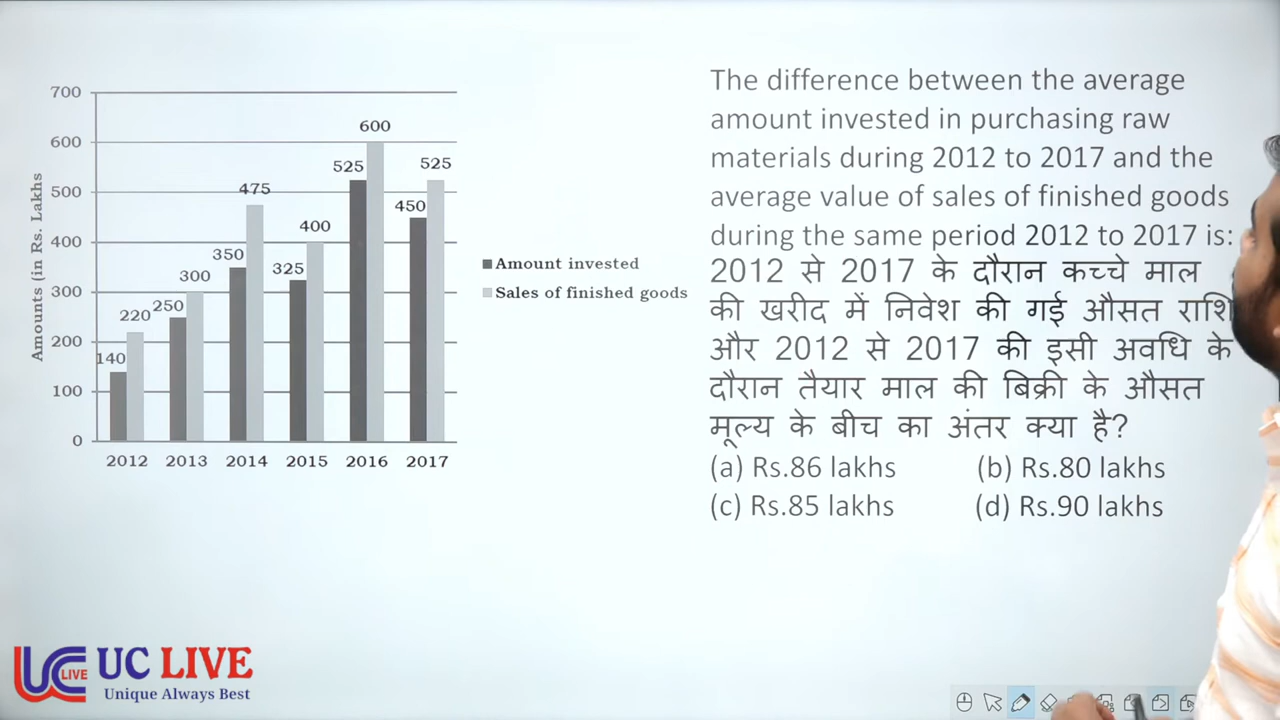 700
600
500
400
300
200
100
0
Amounts (in Rs. Lakhs
140
220
250
300
350
475
325
400
525
600
450
525
2012 2013 2014 2015 2016 2017
Amount invested
Sales of finished goods
The difference between the average
amount invested in purchasing raw
materials during 2012 to 2017 and the
average value of sales of finished goods
during the same period 2012 to 2017 is:
2012 से 2017 के दौरान कच्चे माल
की खरीद में निवेश की गई औसत राशि
और 2012 से 2017 की इसी अवधि के
दौरान तैयार माल की बिक्री के औसत
मूल्य के बीच का अंतर क्या है?
(a) Rs.86 lakhs (b) Rs.80 lakhs
(c) Rs.85 lakhs (d) Rs.90 lakhs
UC LIVE
LIVE
Unique Always Best